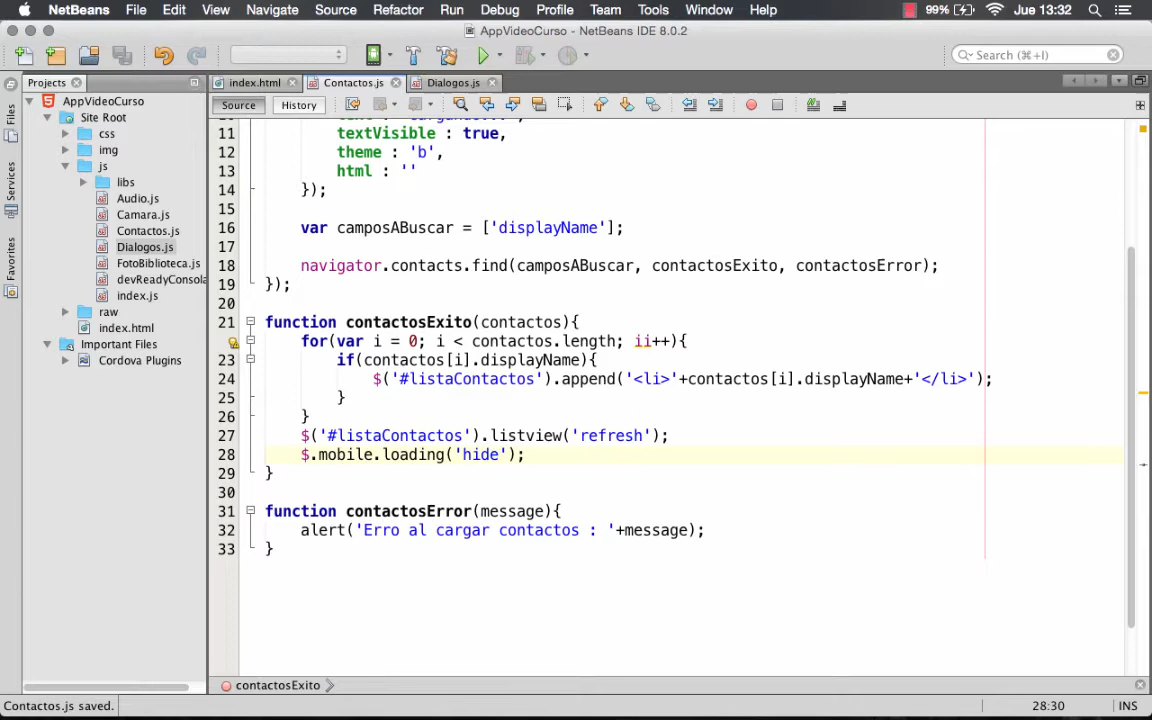 NetBeans File Edit View Navigate Source Refactor Run Debug Profile Team Tools Window Help 99% Jue 13:32
AppVideoCurso - NetBeans IDE 8.0.2
Search (⌘+I)
Projects
index.html
Contactos.js
Dialogos.js
Source
History
Files
Services
Favorites
AppVideoCurso
Site Root
css
img
js
libs
Audio.js
Camara.js
Contactos.js
Dialogos.js
FotoBiblioteca.js
devReadyConsola
index.js
raw
index.html
Important Files
Cordova Plugins
11 textVisible : true,
12 theme : 'b',
13 html : ''
14 });
15
16 var camposABuscar = ['displayName'];
17
18 navigator.contacts.find(camposABuscar, contactosExito, contactosError);
19 });
20
21 function contactosExito(contactos){
for(var i = 0; i < contactos.length; ii++){
23 if(contactos[i].displayName){
24 $('#listaContactos').append('<li>'+contactos[i].displayName+'</li>');
25 }
26 }
27 $('#listaContactos').listview('refresh');
28 $.mobile.loading('hide');
29 }
30
31 function contactosError(message){
32 alert('Erro al cargar contactos : '+message);
33 }
contactosExito
Contactos.js saved.
28:30
INS